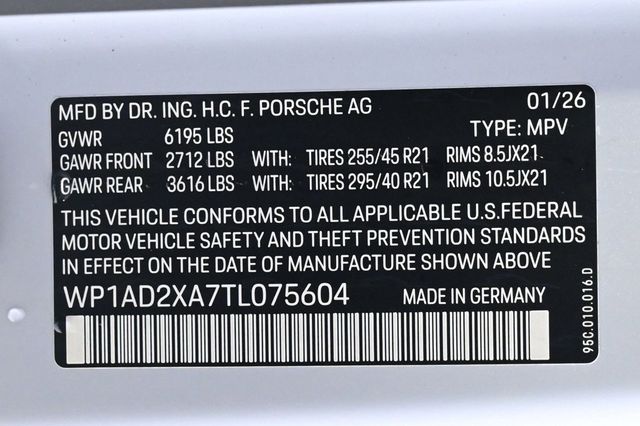 MFD BY DR. ING. H.C. F. PORSCHE AG 01/26
GVWR 6195 LBS TYPE: MPV
GAWR FRONT 2712 LBS WITH: TIRES 255/45 R21 RIMS 8.5JX21
GAWR REAR 3616 LBS WITH: TIRES 295/40 R21 RIMS 10.5JX21
THIS VEHICLE CONFORMS TO ALL APPLICABLE U.S.FEDERAL
MOTOR VEHICLE SAFETY AND THEFT PREVENTION STANDARDS
IN EFFECT ON THE DATE OF MANUFACTURE SHOWN ABOVE
WP1AD2XA7TL075604 MADE IN GERMANY
95C.010.016.D